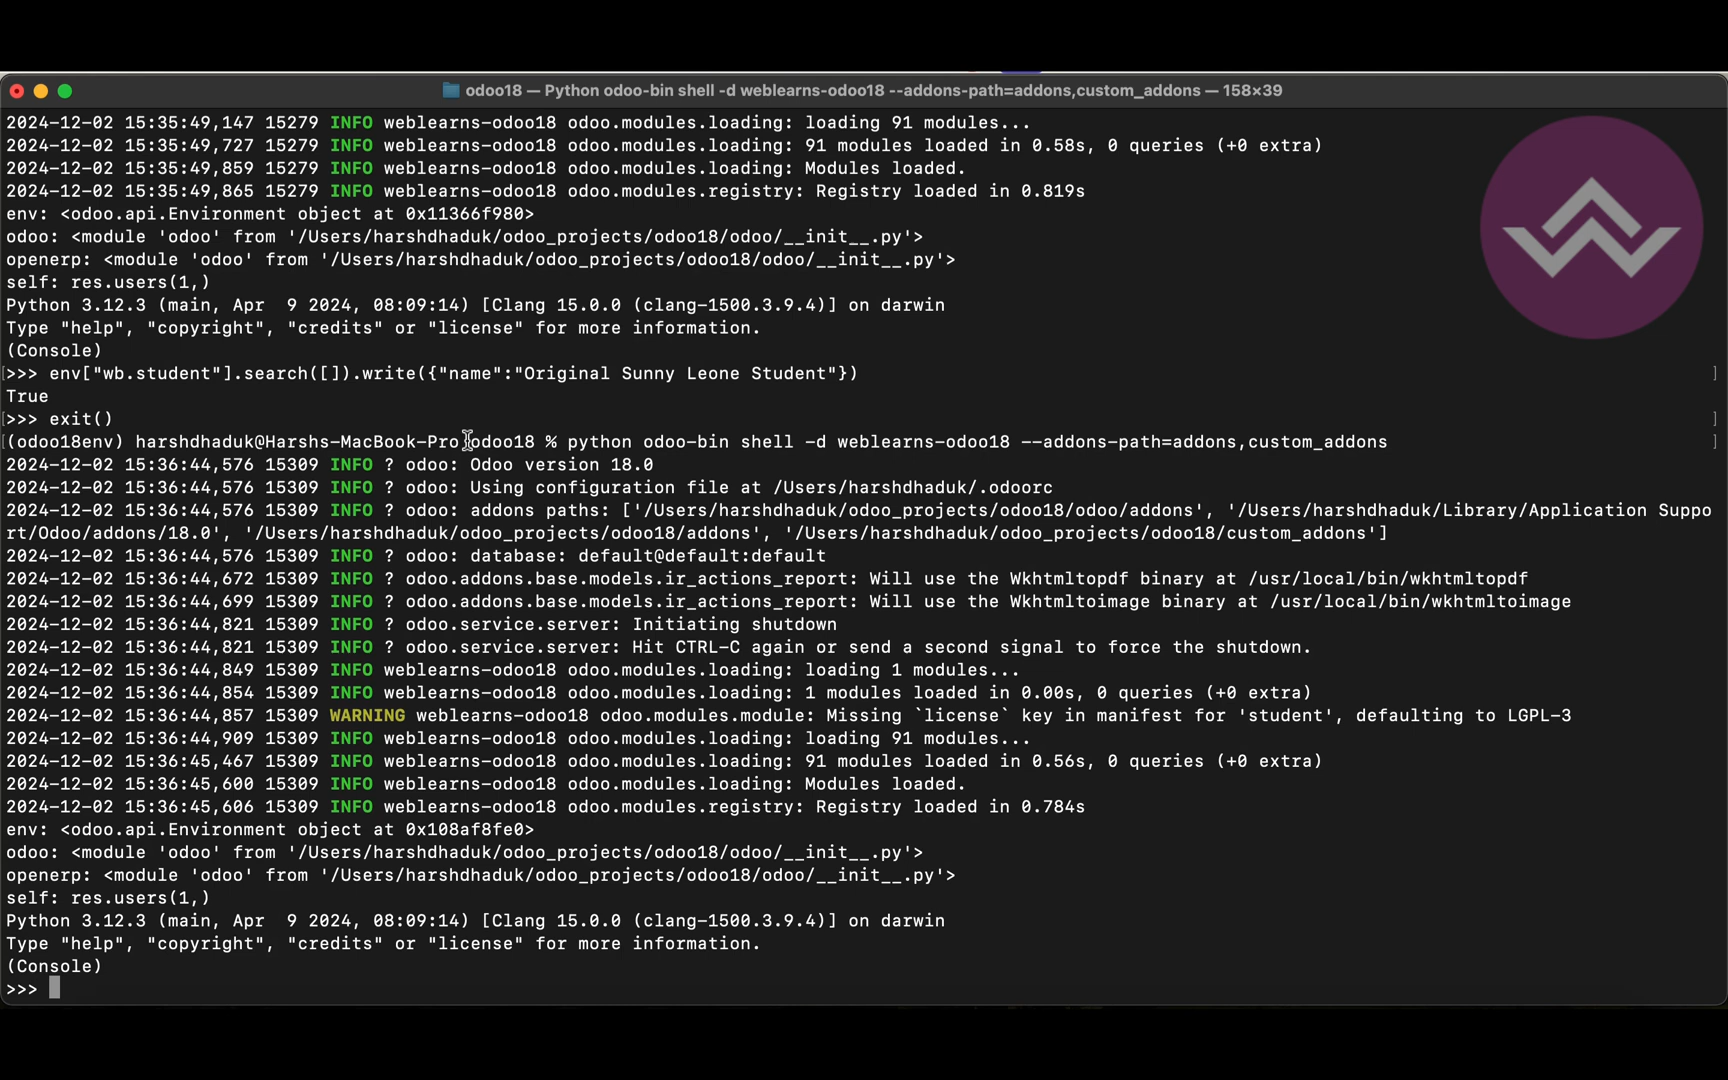 odoo18 — Python odoo-bin shell -d weblearns-odoo18 --addons-path=addons,custom_addons — 158×39
2024-12-02 15:35:49,147 15279 INFO weblearns-odoo18 odoo.modules.loading: loading 91 modules...
2024-12-02 15:35:49,727 15279 INFO weblearns-odoo18 odoo.modules.loading: 91 modules loaded in 0.58s, 0 queries (+0 extra)
2024-12-02 15:35:49,859 15279 INFO weblearns-odoo18 odoo.modules.loading: Modules loaded.
2024-12-02 15:35:49,865 15279 INFO weblearns-odoo18 odoo.modules.registry: Registry loaded in 0.819s
env: <odoo.api.Environment object at 0x11366f980>
odoo: <module 'odoo' from '/Users/harshdhaduk/odoo_projects/odoo18/odoo/__init__.py'>
openerp: <module 'odoo' from '/Users/harshdhaduk/odoo_projects/odoo18/odoo/__init__.py'>
self: res.users(1,)
Python 3.12.3 (main, Apr  9 2024, 08:09:14) [Clang 15.0.0 (clang-1500.3.9.4)] on darwin
Type "help", "copyright", "credits" or "license" for more information.
(Console)
[>>> env["wb.student"].search([]).write({"name":"Original Sunny Leone Student"}) ]
True
[>>> exit() ]
[(odoo18env) harshdhaduk@Harshs-MacBook-Pro odoo18 % python odoo-bin shell -d weblearns-odoo18 --addons-path=addons,custom_addons ]
2024-12-02 15:36:44,576 15309 INFO ? odoo: Odoo version 18.0
2024-12-02 15:36:44,576 15309 INFO ? odoo: Using configuration file at /Users/harshdhaduk/.odoorc
2024-12-02 15:36:44,576 15309 INFO ? odoo: addons paths: ['/Users/harshdhaduk/odoo_projects/odoo18/odoo/addons', '/Users/harshdhaduk/Library/Application Suppo
rt/Odoo/addons/18.0', '/Users/harshdhaduk/odoo_projects/odoo18/addons', '/Users/harshdhaduk/odoo_projects/odoo18/custom_addons']
2024-12-02 15:36:44,576 15309 INFO ? odoo: database: default@default:default
2024-12-02 15:36:44,672 15309 INFO ? odoo.addons.base.models.ir_actions_report: Will use the Wkhtmltopdf binary at /usr/local/bin/wkhtmltopdf
2024-12-02 15:36:44,699 15309 INFO ? odoo.addons.base.models.ir_actions_report: Will use the Wkhtmltoimage binary at /usr/local/bin/wkhtmltoimage
2024-12-02 15:36:44,821 15309 INFO ? odoo.service.server: Initiating shutdown
2024-12-02 15:36:44,821 15309 INFO ? odoo.service.server: Hit CTRL-C again or send a second signal to force the shutdown.
2024-12-02 15:36:44,849 15309 INFO weblearns-odoo18 odoo.modules.loading: loading 1 modules...
2024-12-02 15:36:44,854 15309 INFO weblearns-odoo18 odoo.modules.loading: 1 modules loaded in 0.00s, 0 queries (+0 extra)
2024-12-02 15:36:44,857 15309 WARNING weblearns-odoo18 odoo.modules.module: Missing `license` key in manifest for 'student', defaulting to LGPL-3
2024-12-02 15:36:44,909 15309 INFO weblearns-odoo18 odoo.modules.loading: loading 91 modules...
2024-12-02 15:36:45,467 15309 INFO weblearns-odoo18 odoo.modules.loading: 91 modules loaded in 0.56s, 0 queries (+0 extra)
2024-12-02 15:36:45,600 15309 INFO weblearns-odoo18 odoo.modules.loading: Modules loaded.
2024-12-02 15:36:45,606 15309 INFO weblearns-odoo18 odoo.modules.registry: Registry loaded in 0.784s
env: <odoo.api.Environment object at 0x108af8fe0>
odoo: <module 'odoo' from '/Users/harshdhaduk/odoo_projects/odoo18/odoo/__init__.py'>
openerp: <module 'odoo' from '/Users/harshdhaduk/odoo_projects/odoo18/odoo/__init__.py'>
self: res.users(1,)
Python 3.12.3 (main, Apr  9 2024, 08:09:14) [Clang 15.0.0 (clang-1500.3.9.4)] on darwin
Type "help", "copyright", "credits" or "license" for more information.
(Console)
>>>